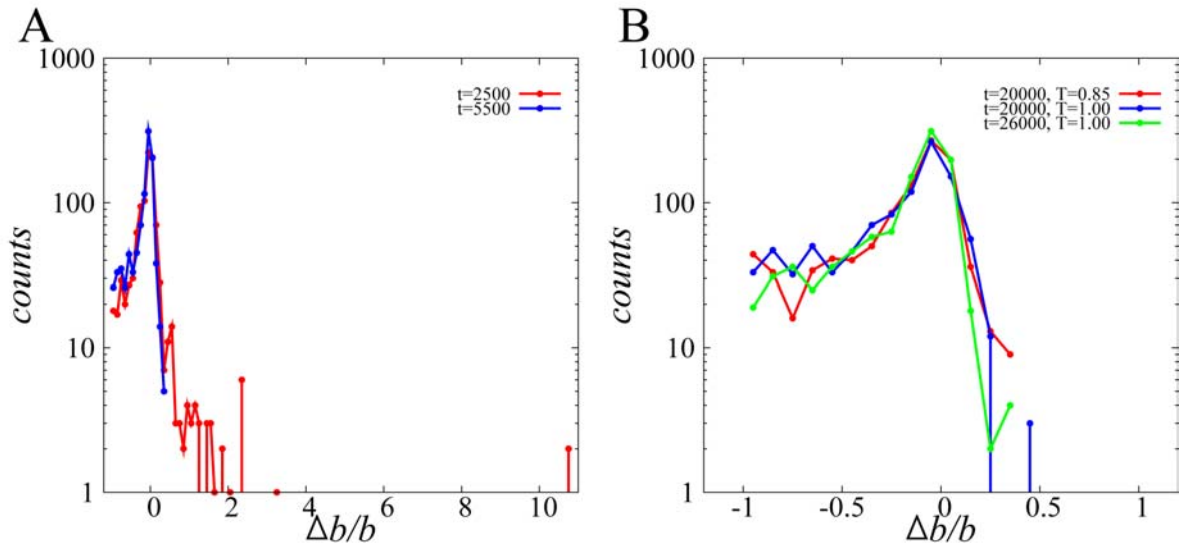 A
1000
100
10
1
counts
t=2500
t=5500
0
2
4
6
8
10
Δb/b
B
1000
100
10
1
counts
t=20000, T=0.85
t=20000, T=1.00
t=26000, T=1.00
-1
-0.5
0
0.5
1
Δb/b